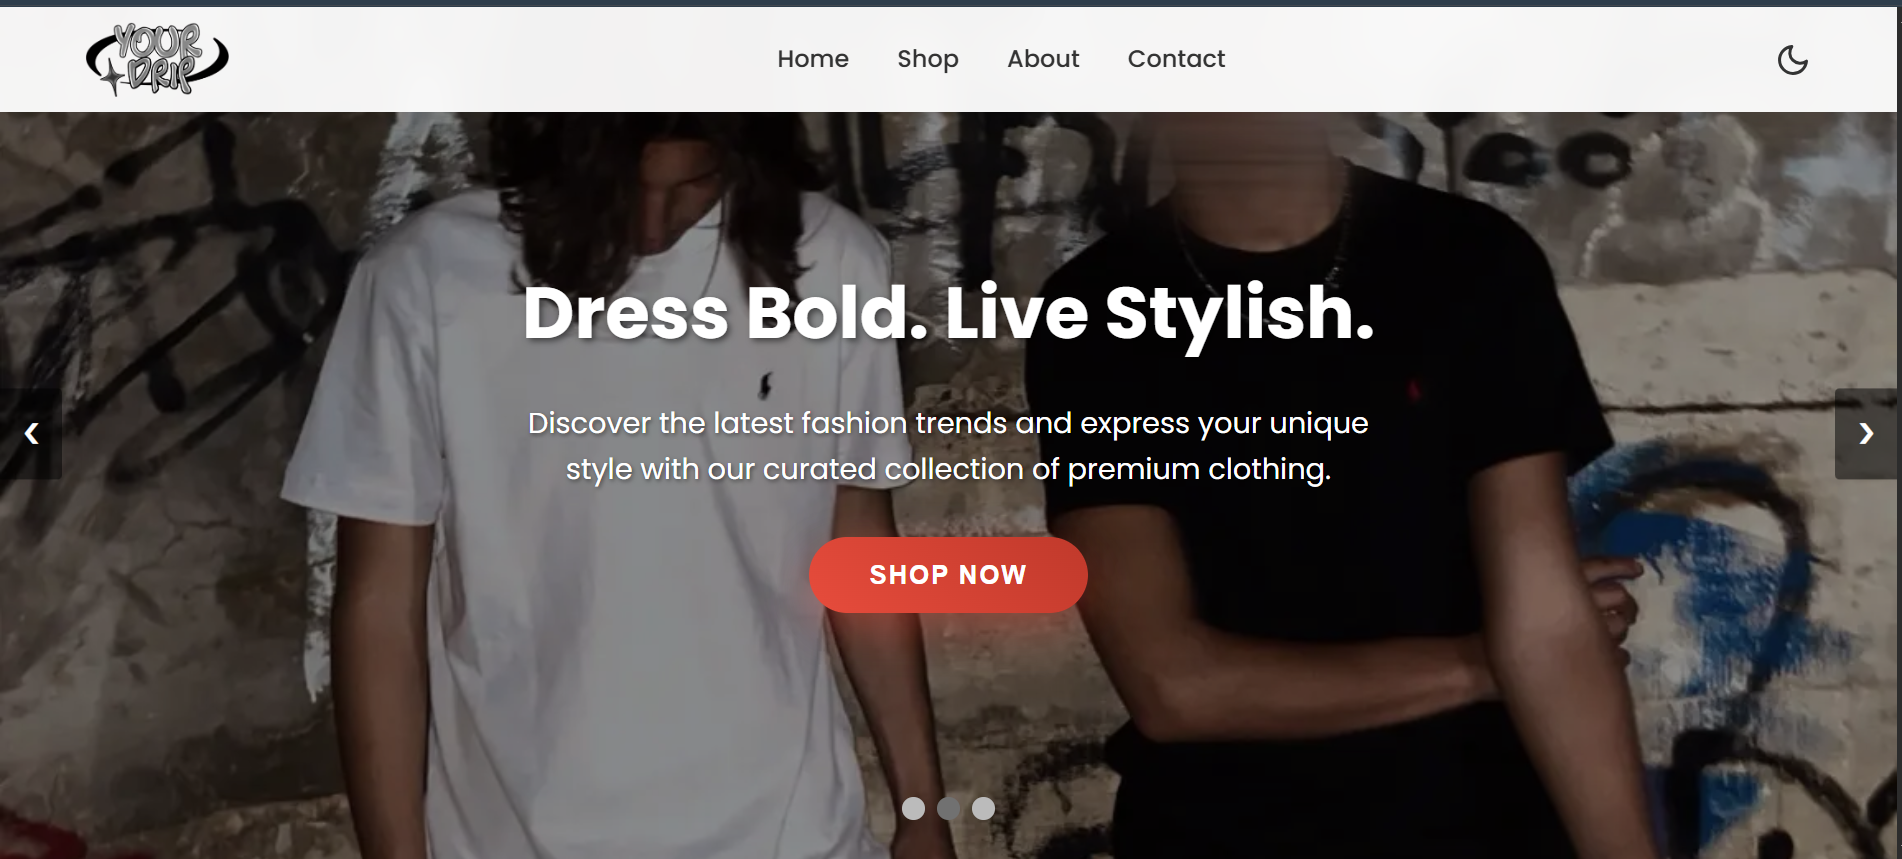 YOUR
DRIP
Home Shop About Contact
Dress Bold. Live Stylish.
Discover the latest fashion trends and express your unique
style with our curated collection of premium clothing.
SHOP NOW